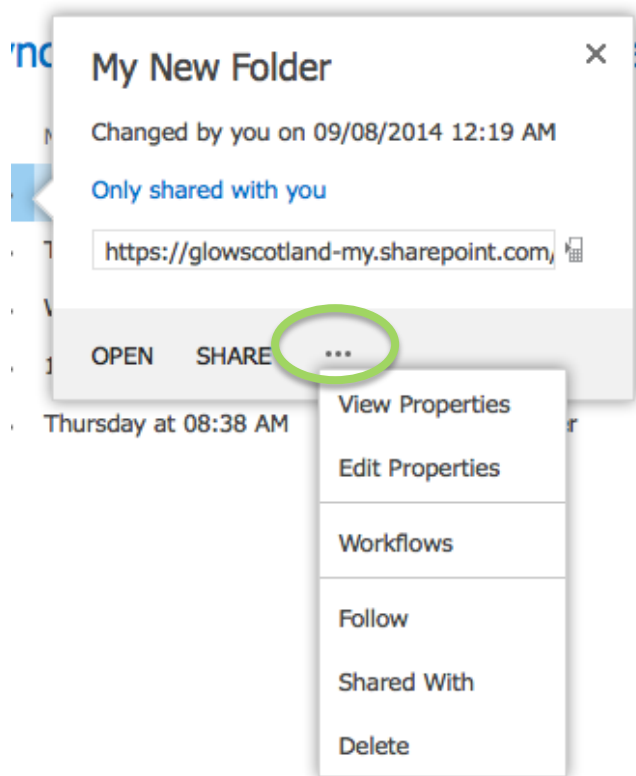 My New Folder
Changed by you on 09/08/2014 12:19 AM
Only shared with you
https://glowscotland-my.sharepoint.com/
OPEN SHARE ...
Thursday at 08:38 AM
View Properties
Edit Properties
Workflows
Follow
Shared With
Delete